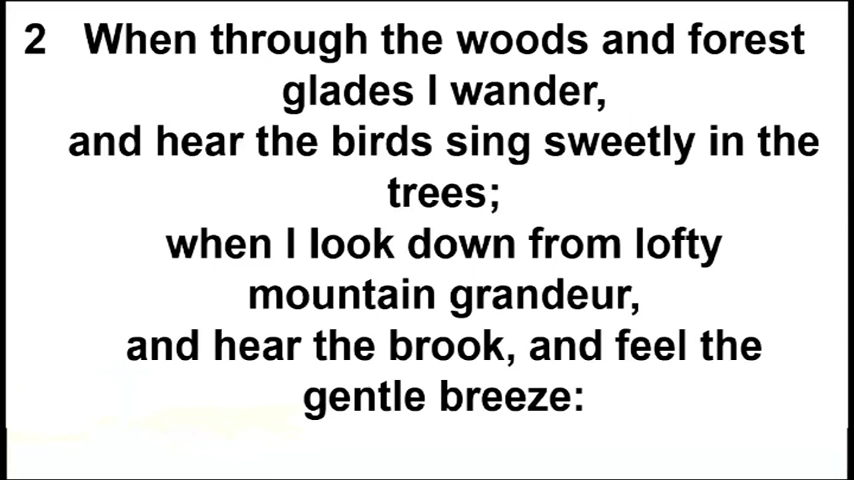 2 When through the woods and forest
glades I wander,
and hear the birds sing sweetly in the
trees;
when I look down from lofty
mountain grandeur,
and hear the brook, and feel the
gentle breeze: